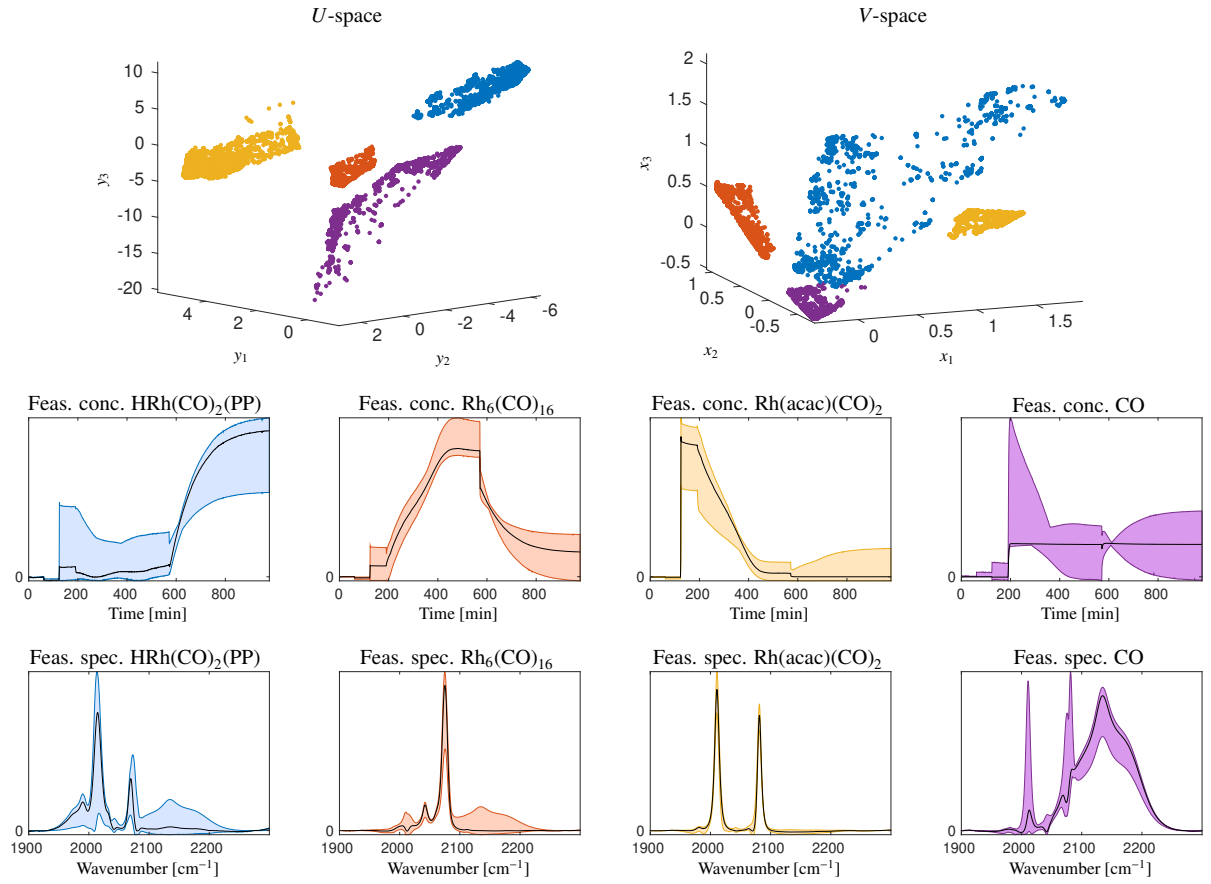 U-space
V-space
10
5
0
-5
-10
-15
-20
y3
4
2
0
y1
2
0
-2
-4
-6
y2
2
1.5
1
0.5
0
-0.5
x3
1
0.5
0
-0.5
x2
0
0.5
1
1.5
x1
Feas. conc. HRh(CO)2(PP)
Feas. conc. Rh6(CO)16
Feas. conc. Rh(acac)(CO)2
Feas. conc. CO
0
0
0
0
0 200 400 600 800
0 200 400 600 800
0 200 400 600 800
0 200 400 600 800
Time [min]
Time [min]
Time [min]
Time [min]
Feas. spec. HRh(CO)2(PP)
Feas. spec. Rh6(CO)16
Feas. spec. Rh(acac)(CO)2
Feas. spec. CO
0
0
0
0
1900 2000 2100 2200
1900 2000 2100 2200
1900 2000 2100 2200
1900 2000 2100 2200
Wavenumber [cm−1]
Wavenumber [cm−1]
Wavenumber [cm−1]
Wavenumber [cm−1]